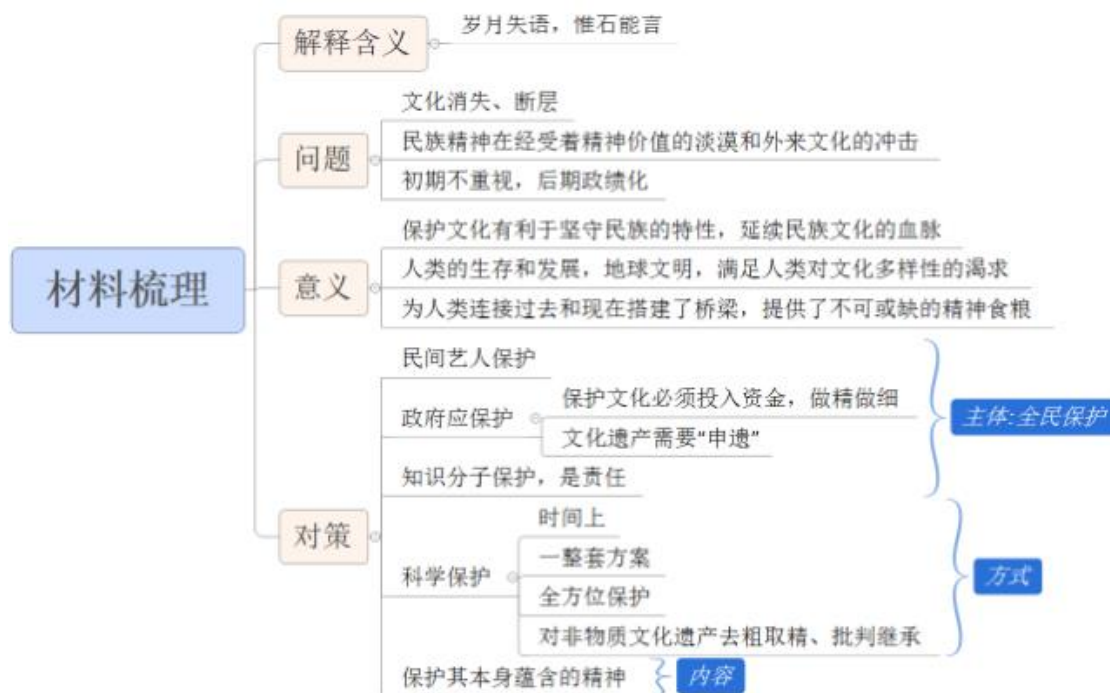 岁月失语，惟石能言
解释含义
文化消失、断层
民族精神在经受着精神价值的淡漠和外来文化的冲击
问题
初期不重视，后期政绩化
保护文化有利于坚守民族的特性，延续民族文化的血脉
材料梳理
意义
人类的生存和发展，地球文明，满足人类对文化多样性的渴求
为人类连接过去和现在搭建了桥梁，提供了不可或缺的精神食粮
民间艺人保护
政府应保护
保护文化必须投入资金，做精做细
文化遗产需要“申遗”
主体:全民保护
知识分子保护，是责任
对策
科学保护
时间上
一整套方案
全方位保护
对非物质文化遗产去粗取精、批判继承
方式
保护其本身蕴含的精神
内容